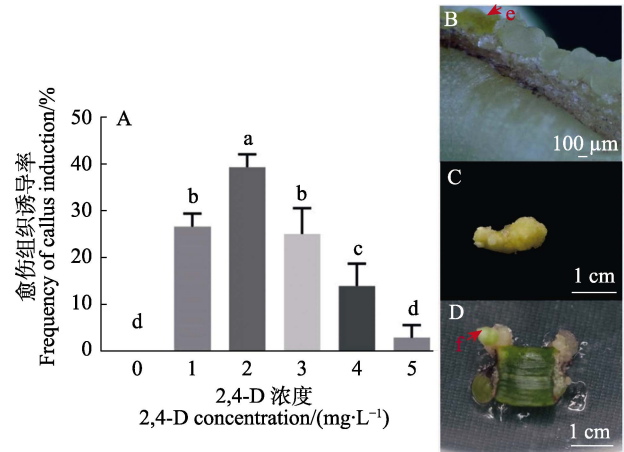 A
愈伤组织诱导率
Frequency of callus induction/%
50
40
30
20
10
0
d
b
a
b
c
d
0 1 2 3 4 5
2,4-D 浓度
2,4-D concentration/(mg·L⁻¹)
B
e
100 μm
C
1 cm
D
f
1 cm